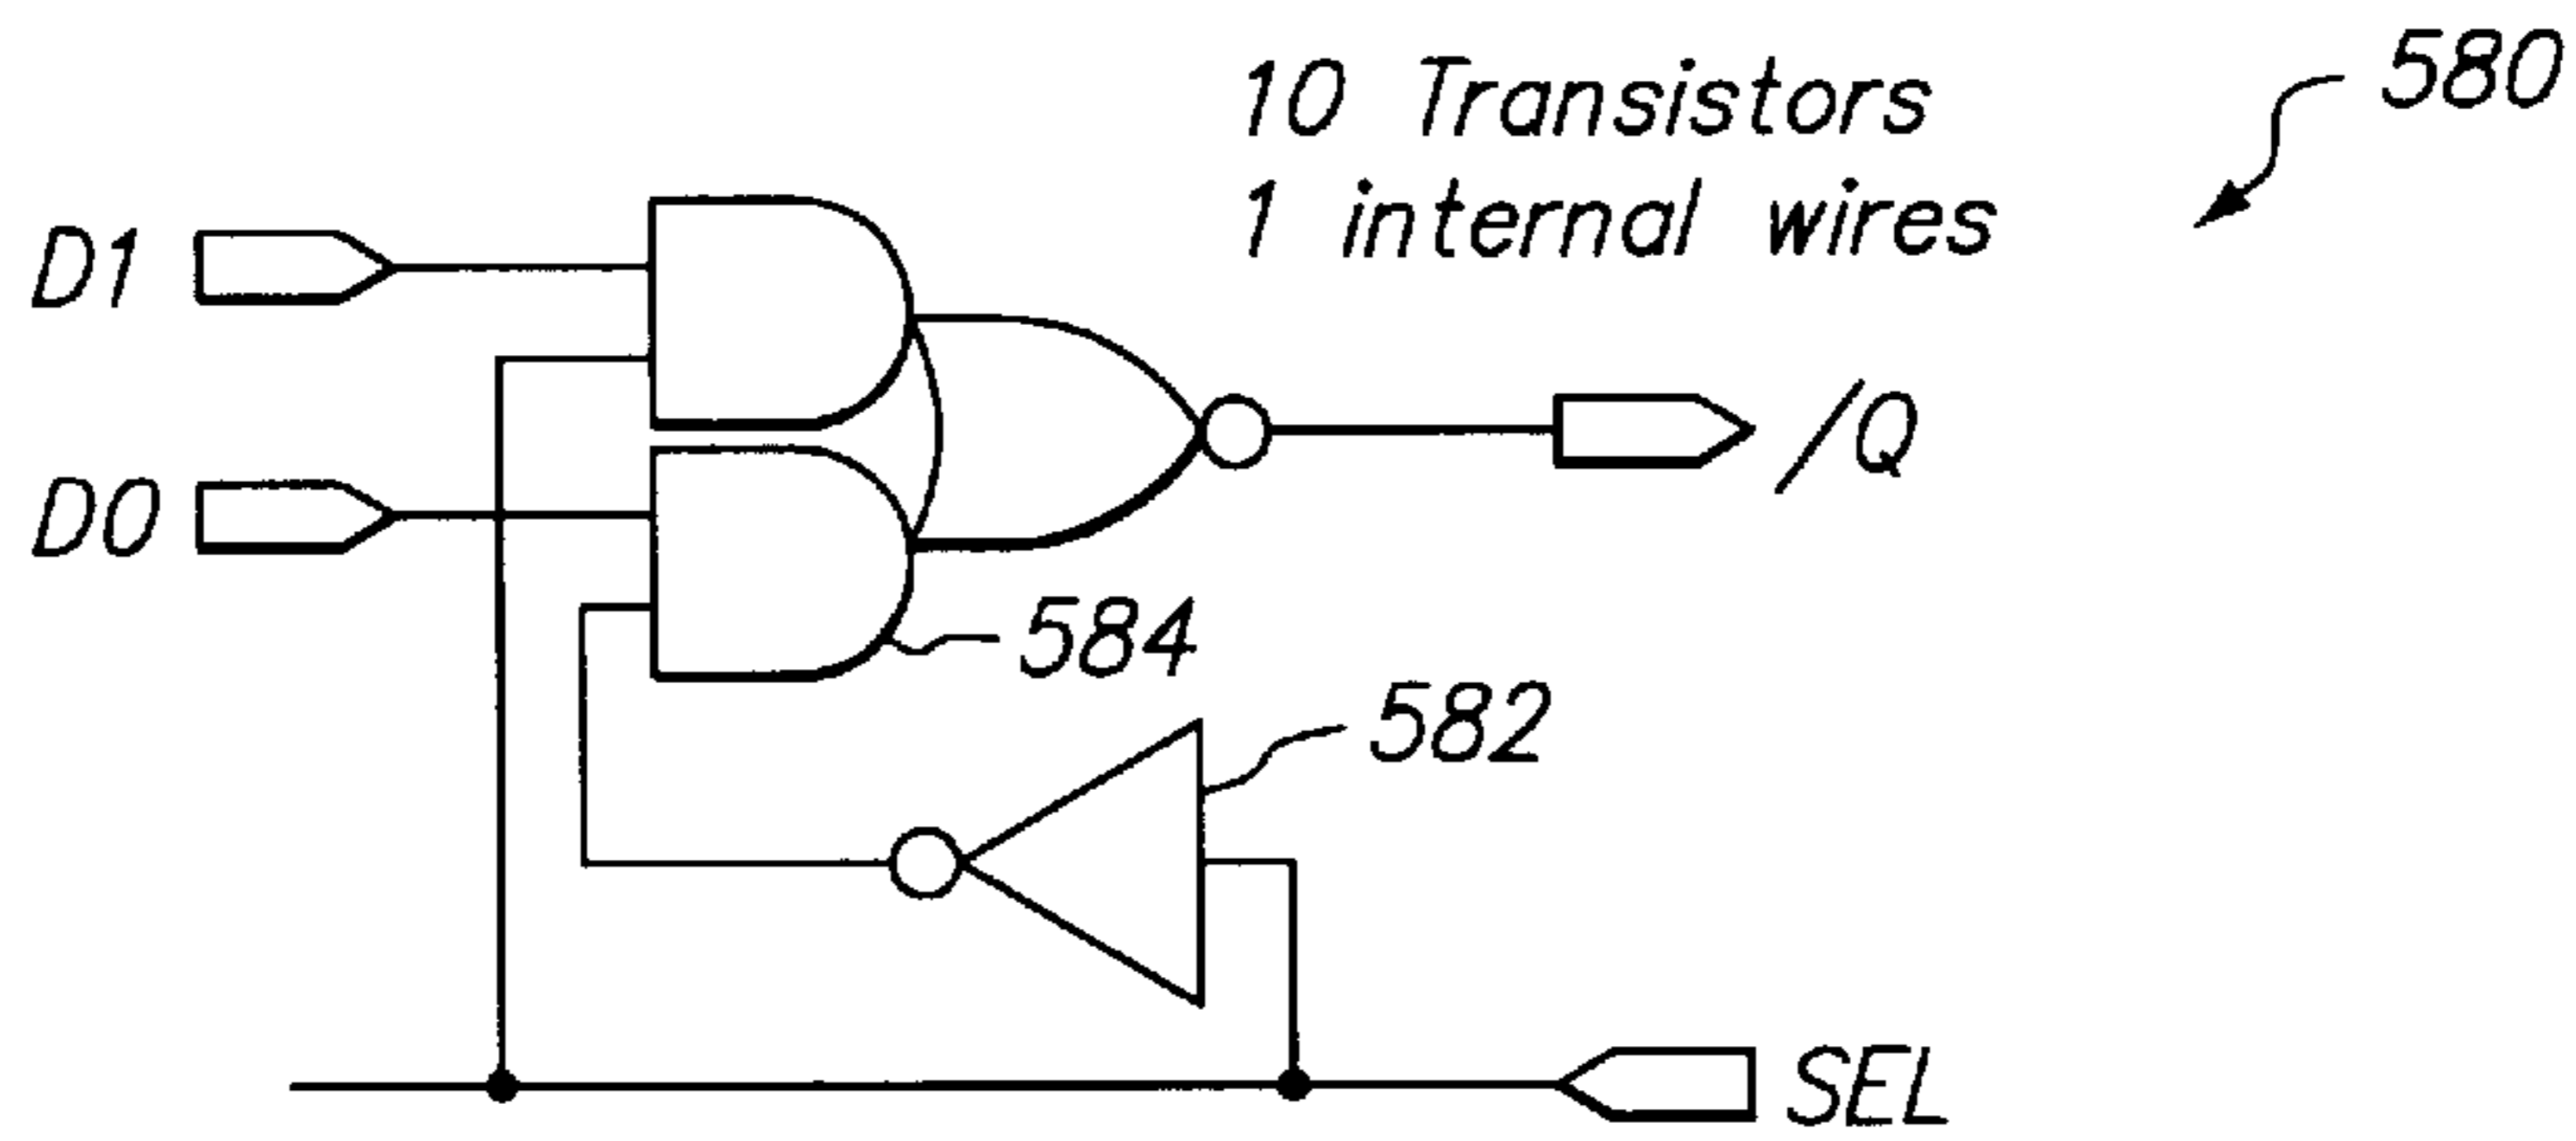 10 Transistors
1 internal wires
580
D1
D0
/Q
584
582
SEL